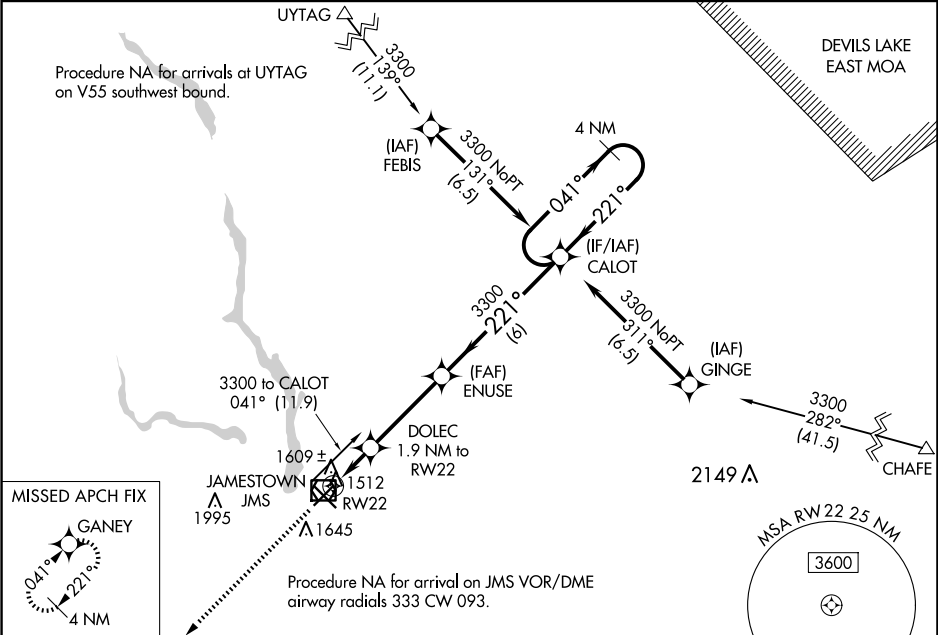 UYTAG
3300
139°
(11.1)
DEVILS LAKE
EAST MOA
Procedure NA for arrivals at UYTAG
on V55 southwest bound.
(IAF)
FEBIS
3300 NoPT
131°
(6.5)
4 NM
041°
221°
(IF/IAF)
CALOT
3300
221°
(6)
3300 NoPT
311°
(6.5)
(IAF)
GINGE
(FAF)
ENUSE
3300 to CALOT
041° (11.9)
3300
282°
(41.5)
CHAFE
DOLEC
1.9 NM to
RW22
1609 ±
JAMESTOWN
JMS
1512
RW22
1995
1645
2149
MISSED APCH FIX
GANEY
041°
221°
4 NM
Procedure NA for arrival on JMS VOR/DME
airway radials 333 CW 093.
MSA RW 22 25 NM
3600